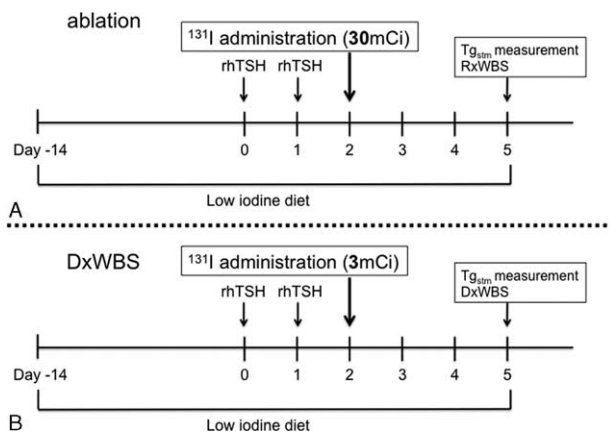 ablation
¹³¹I administration (30mCi)
rhTSH rhTSH
Tgstm measurement
RxWBS
Day -14 0 1 2 3 4 5
Low iodine diet
A
DxWBS
¹³¹I administration (3mCi)
rhTSH rhTSH
Tgstm measurement
DxWBS
Day -14 0 1 2 3 4 5
Low iodine diet
B